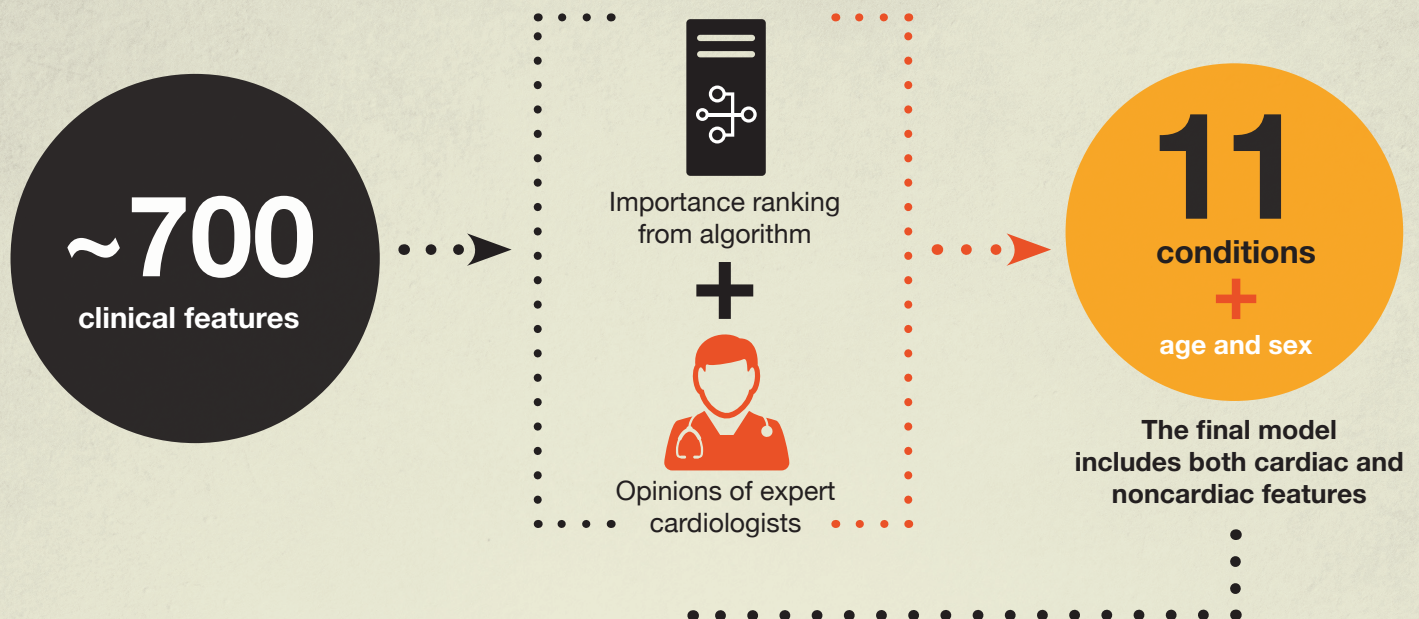 ~700
clinical features
Importance ranking
from algorithm
+
Opinions of expert
cardiologists
11
conditions
+
age and sex
The final model
includes both cardiac and
noncardiac features